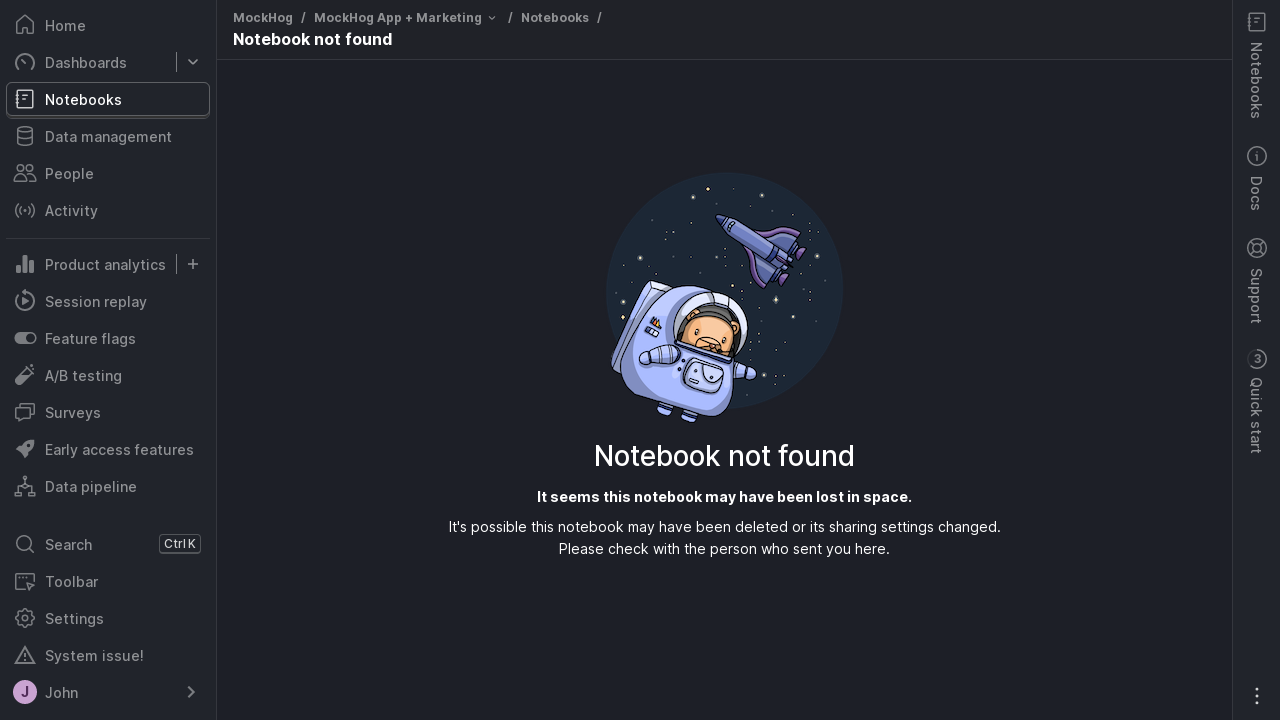 Home
Dashboards
Notebooks
Data management
People
Activity
Product analytics
Session replay
Feature flags
A/B testing
Surveys
Early access features
Data pipeline
Search Ctrl K
Toolbar
Settings
System issue!
J John
MockHog / MockHog App + Marketing / Notebooks /
Notebook not found
Notebook not found
It seems this notebook may have been lost in space.
It's possible this notebook may have been deleted or its sharing settings changed.
Please check with the person who sent you here.
Notebooks
Docs
Support
3 Quick start